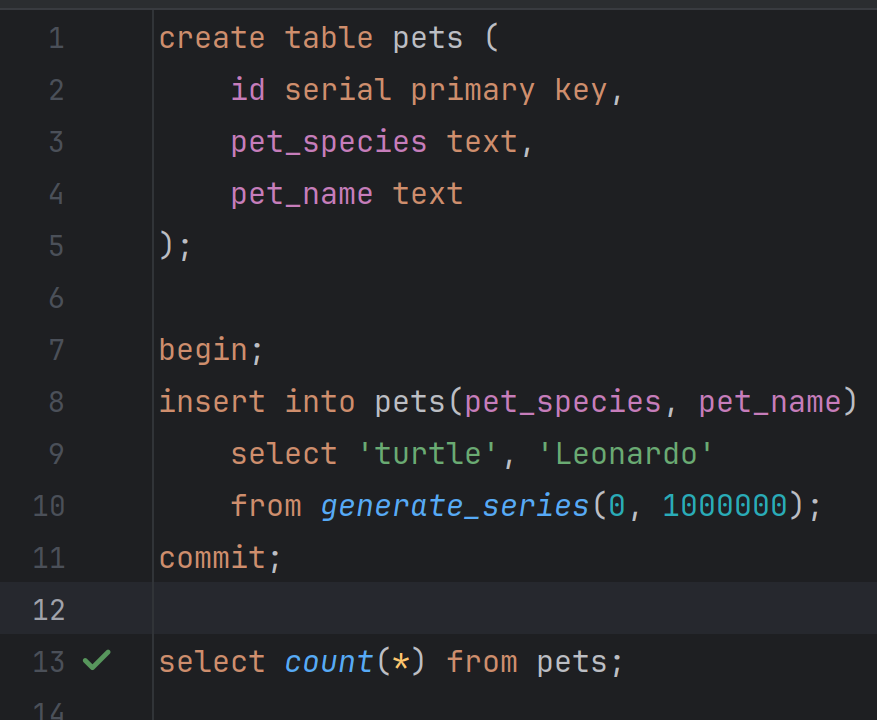 1 create table pets (
2     id serial primary key,
3     pet_species text,
4     pet_name text
5 );
6
7 begin;
8 insert into pets(pet_species, pet_name)
9     select 'turtle', 'Leonardo'
10     from generate_series(0, 1000000);
11 commit;
12
13 select count(*) from pets;
14